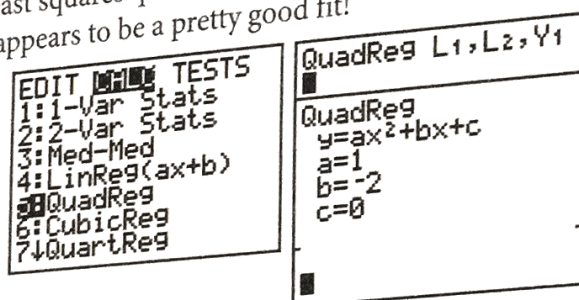 ast squares
appears to be a pretty good fit!
EDIT CALC TESTS
1:1-Var Stats
2:2-Var Stats
3:Med-Med
4:LinReg(ax+b)
5:QuadReg
6:CubicReg
7↓QuartReg
QuadReg L₁,L₂,Y₁
QuadReg
y=ax²+bx+c
a=1
b=-2
c=0